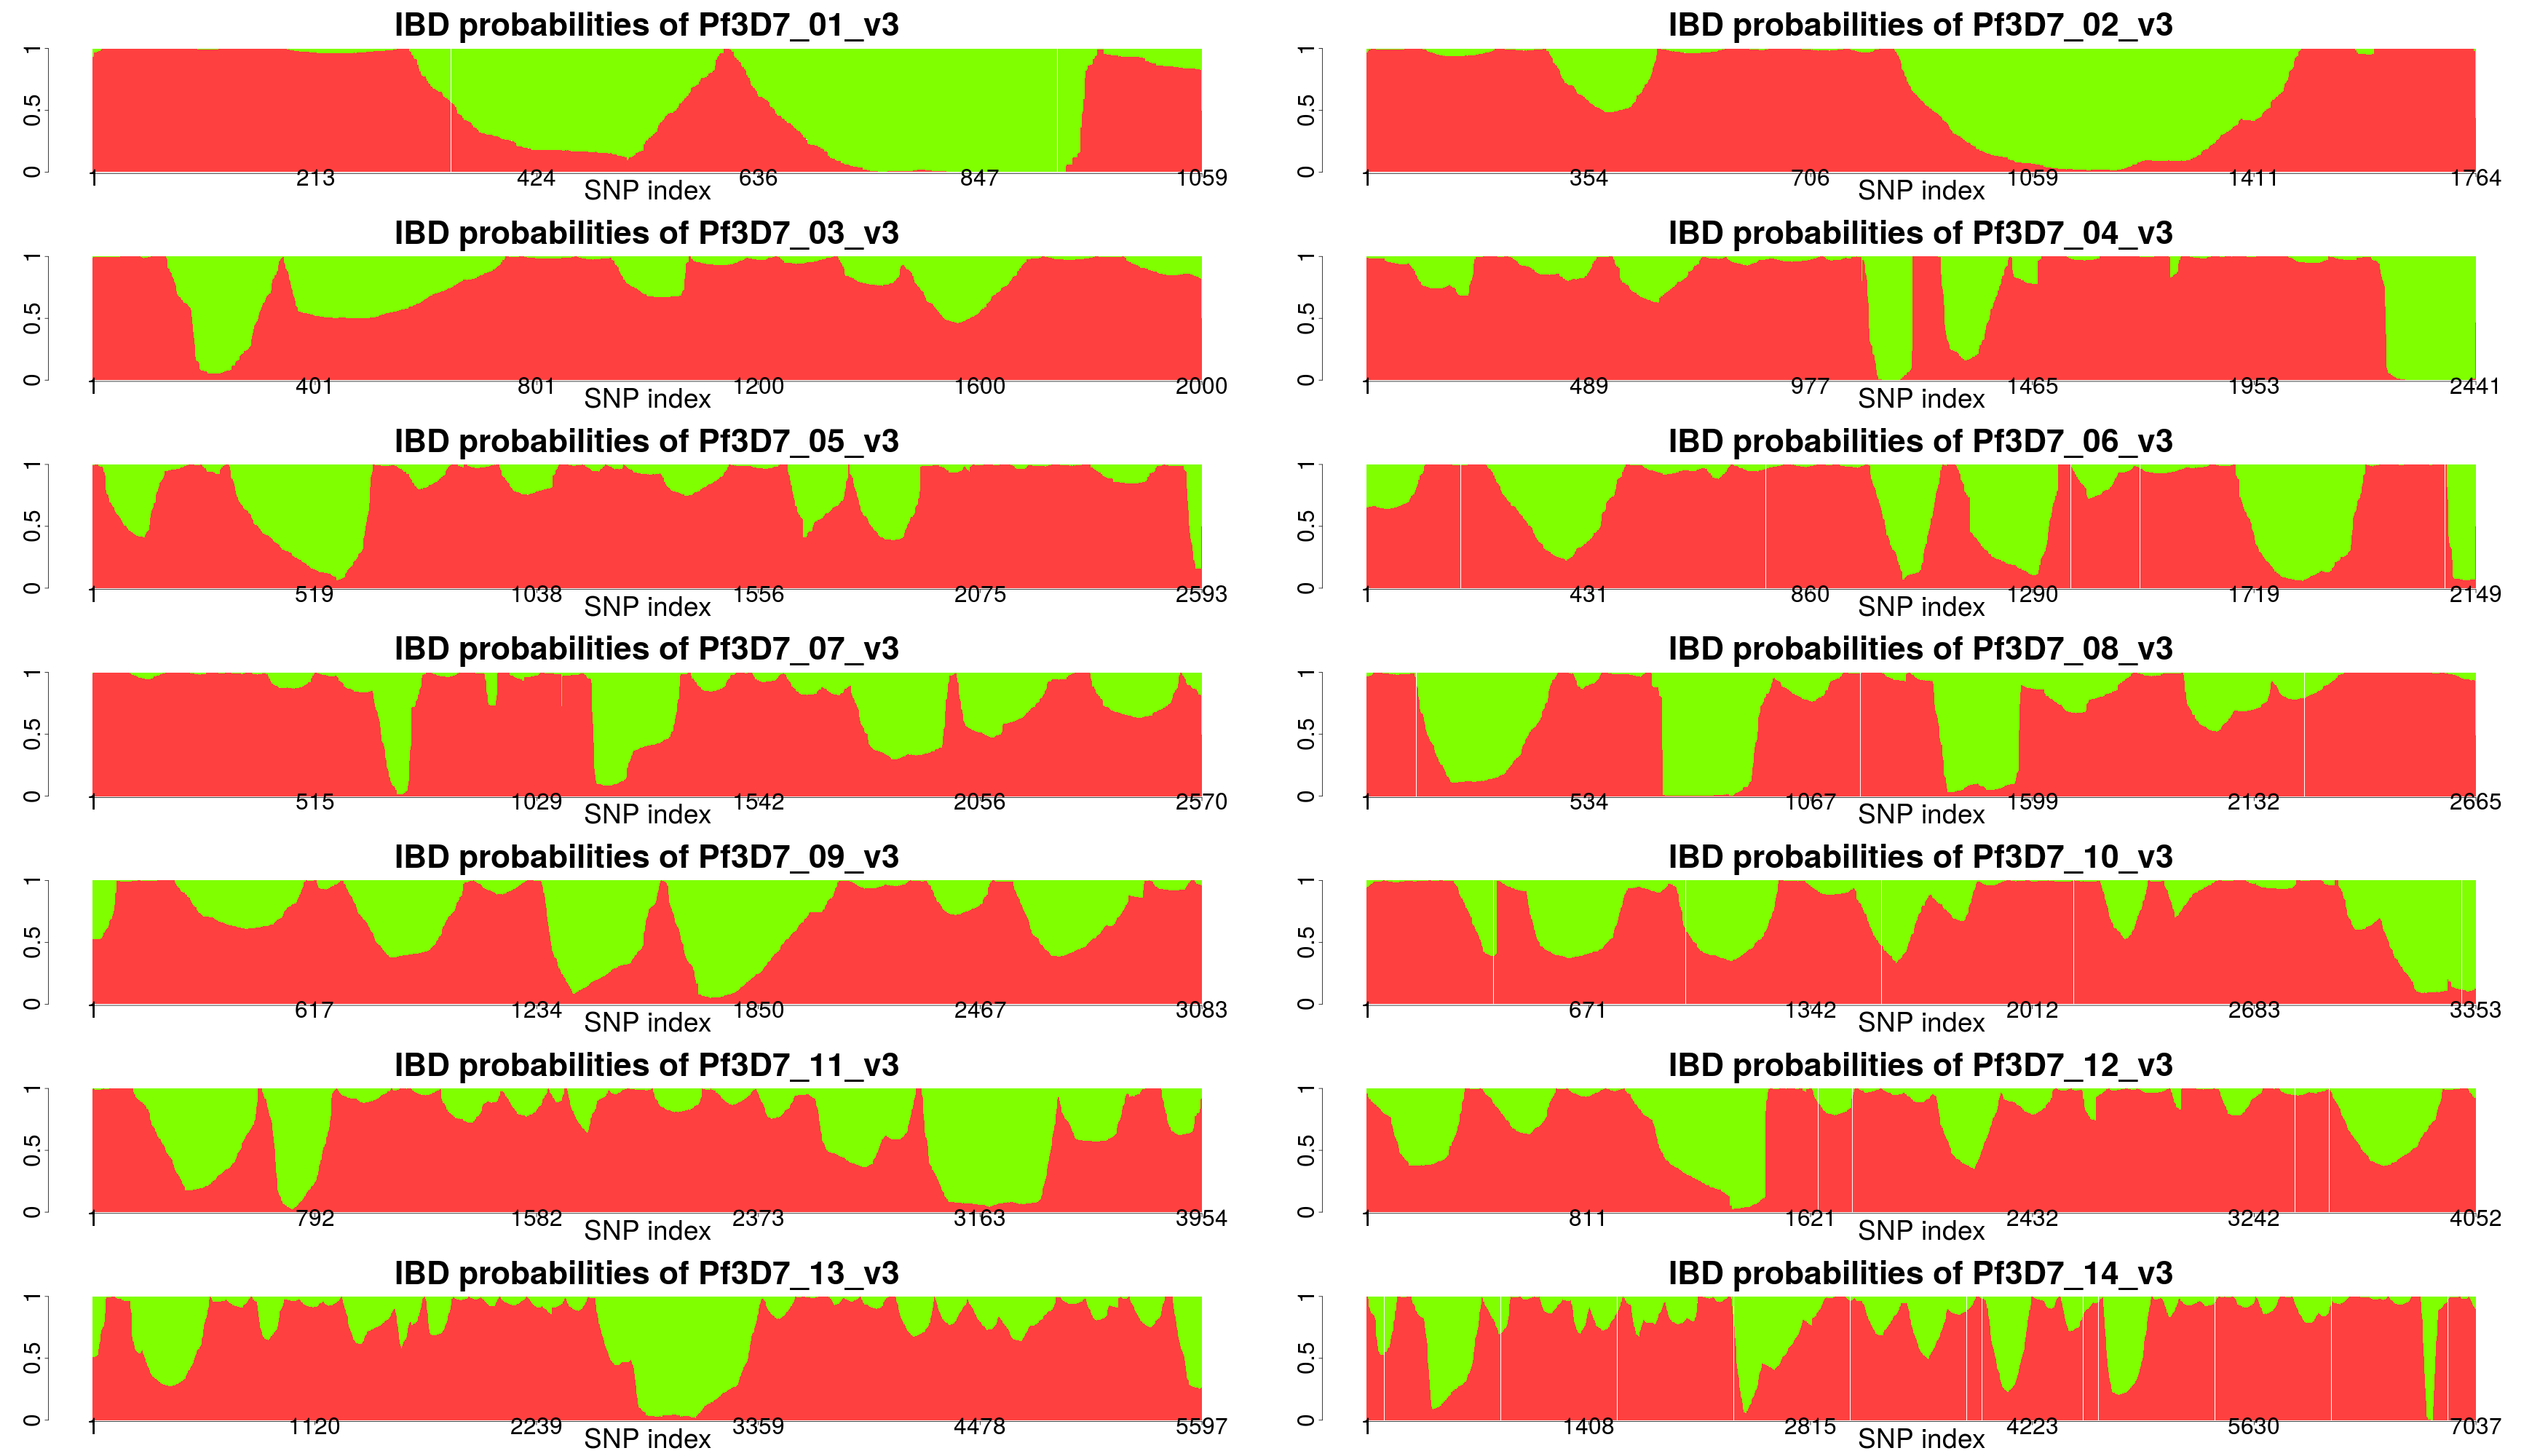 IBD probabilities of Pf3D7_01_v3
0 0.5 1
1 213 424 636 847 1059
SNP index
IBD probabilities of Pf3D7_02_v3
0 0.5 1
1 354 706 1059 1411 1764
SNP index
IBD probabilities of Pf3D7_03_v3
0 0.5 1
1 401 801 1200 1600 2000
SNP index
IBD probabilities of Pf3D7_04_v3
0 0.5 1
1 489 977 1465 1953 2441
SNP index
IBD probabilities of Pf3D7_05_v3
0 0.5 1
1 519 1038 1556 2075 2593
SNP index
IBD probabilities of Pf3D7_06_v3
0 0.5 1
1 431 860 1290 1719 2149
SNP index
IBD probabilities of Pf3D7_07_v3
0 0.5 1
1 515 1029 1542 2056 2570
SNP index
IBD probabilities of Pf3D7_08_v3
0 0.5 1
1 534 1067 1599 2132 2665
SNP index
IBD probabilities of Pf3D7_09_v3
0 0.5 1
1 617 1234 1850 2467 3083
SNP index
IBD probabilities of Pf3D7_10_v3
0 0.5 1
1 671 1342 2012 2683 3353
SNP index
IBD probabilities of Pf3D7_11_v3
0 0.5 1
1 792 1582 2373 3163 3954
SNP index
IBD probabilities of Pf3D7_12_v3
0 0.5 1
1 811 1621 2432 3242 4052
SNP index
IBD probabilities of Pf3D7_13_v3
0 0.5 1
1 1120 2239 3359 4478 5597
SNP index
IBD probabilities of Pf3D7_14_v3
0 0.5 1
1 1408 2815 4223 5630 7037
SNP index